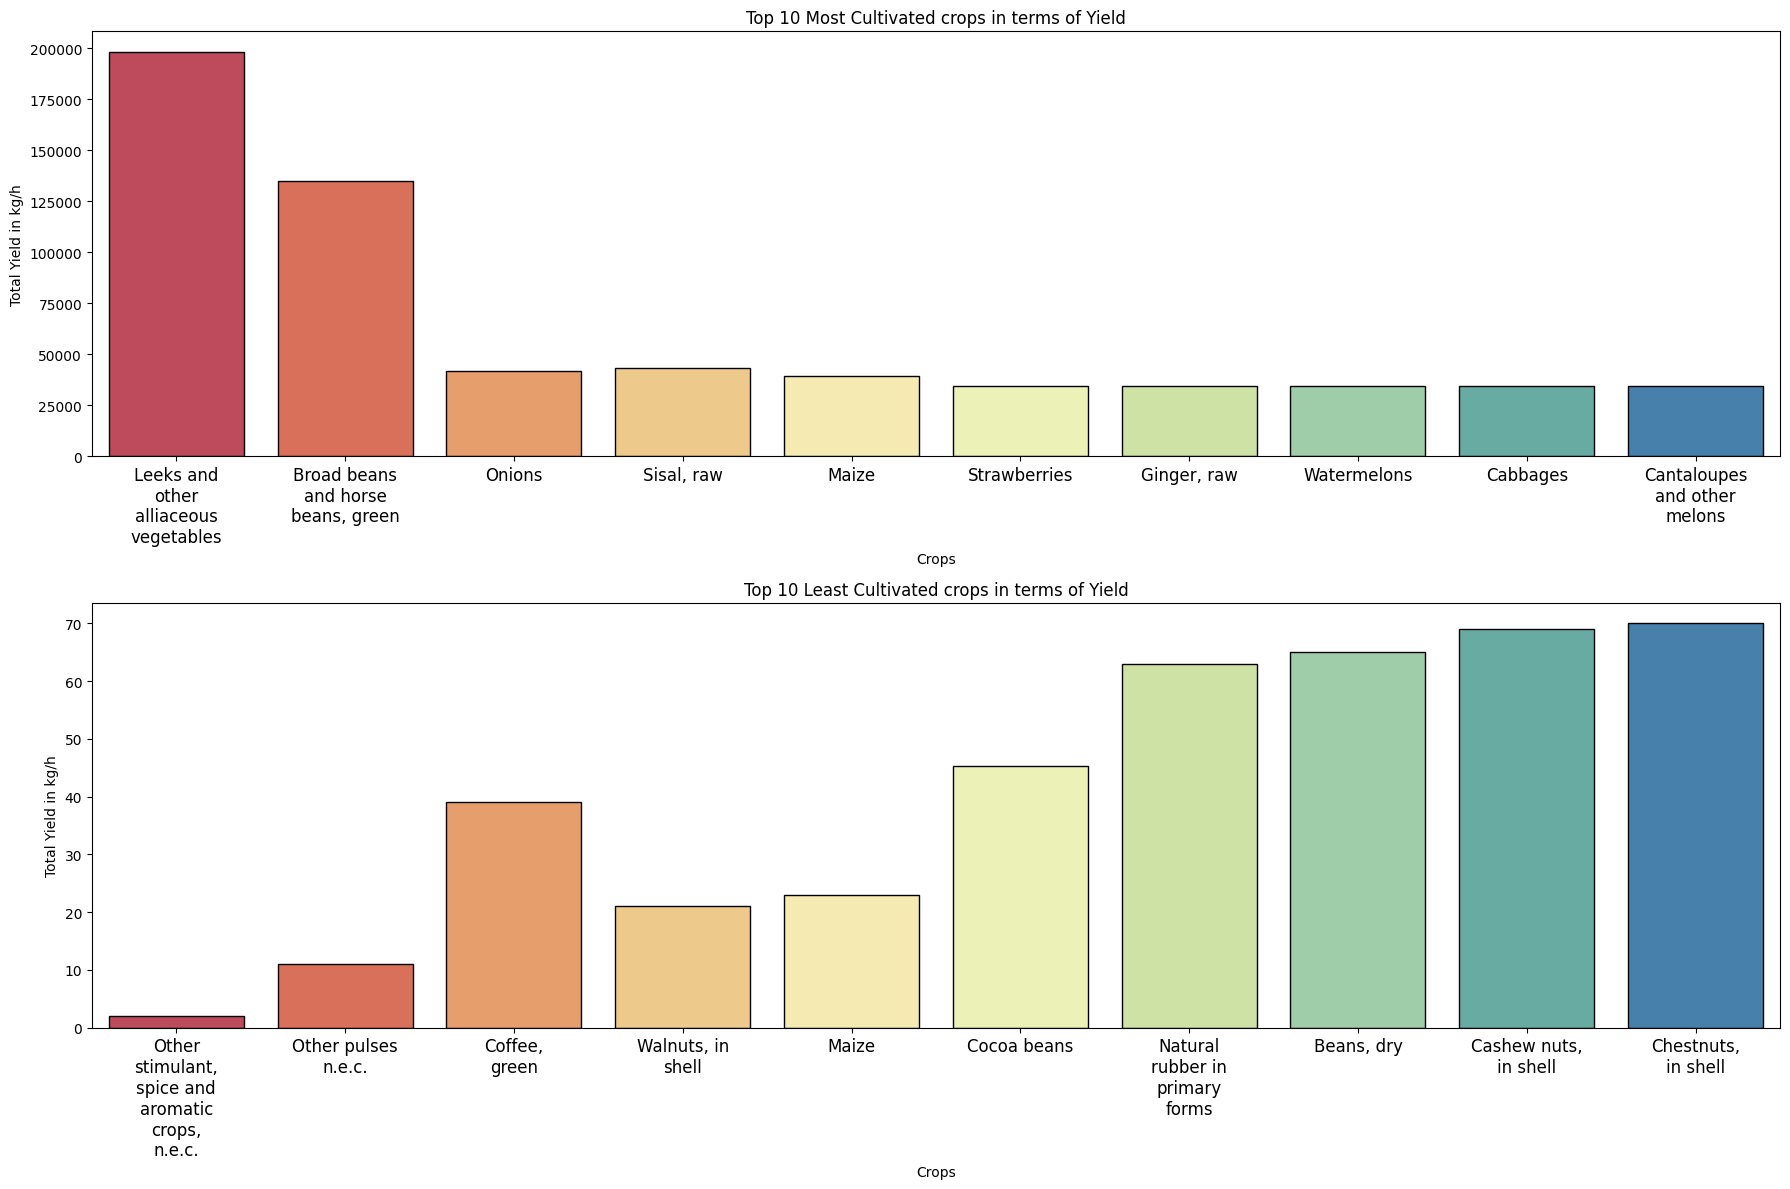 Top 10 Most Cultivated crops in terms of Yield
Total Yield in kg/h
200000
175000
150000
125000
100000
75000
50000
25000
0
Leeks and
other
alliaceous
vegetables
Broad beans
and horse
beans, green
Onions
Sisal, raw
Maize
Strawberries
Ginger, raw
Watermelons
Cabbages
Cantaloupes
and other
melons
Crops
Top 10 Least Cultivated crops in terms of Yield
Total Yield in kg/h
70
60
50
40
30
20
10
0
Other
stimulant,
spice and
aromatic
crops,
n.e.c.
Other pulses
n.e.c.
Coffee,
green
Walnuts, in
shell
Maize
Cocoa beans
Natural
rubber in
primary
forms
Beans, dry
Cashew nuts,
in shell
Chestnuts,
in shell
Crops